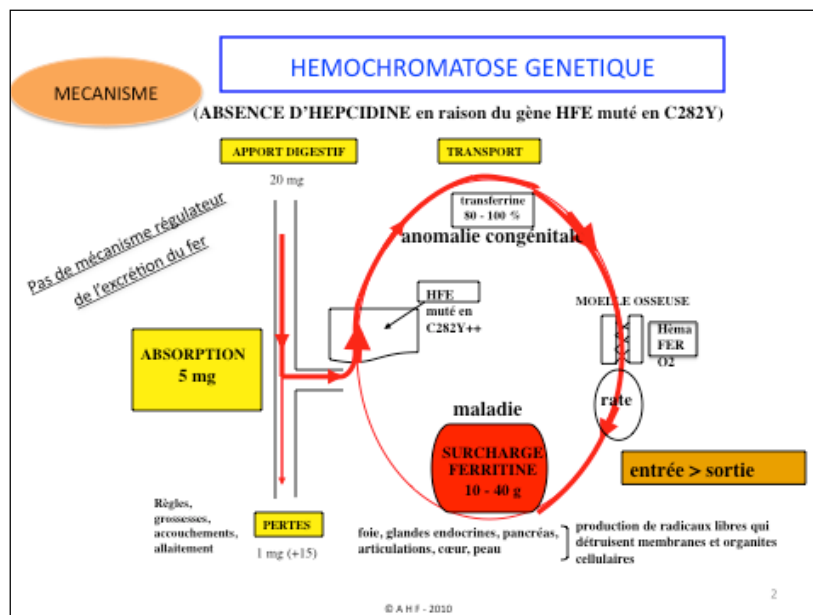 HEMOCHROMATOSE GENETIQUE
MECANISME
(ABSENCE D'HEPCIDINE en raison du gène HFE muté en C282Y)
APPORT DIGESTIF
TRANSPORT
20 mg
transferrine
80 - 100 %
anomalie congénitale
Pas de mécanisme régulateur
de l'excrétion du fer
HFE
muté en
C282Y++
MOELLE OSSEUSE
Hèma
FER
O2
ABSORPTION
5 mg
rate
maladie
SURCHARGE
FERRITINE
10 - 40 g
entrée > sortie
Règles,
grossesses,
accouchements,
allaitement
PERTES
1 mg (+15)
foie, glandes endocrines, pancréas,
articulations, cœur, peau
production de radicaux libres qui
détruisent membranes et organites
cellulaires
2
© A H F - 2010